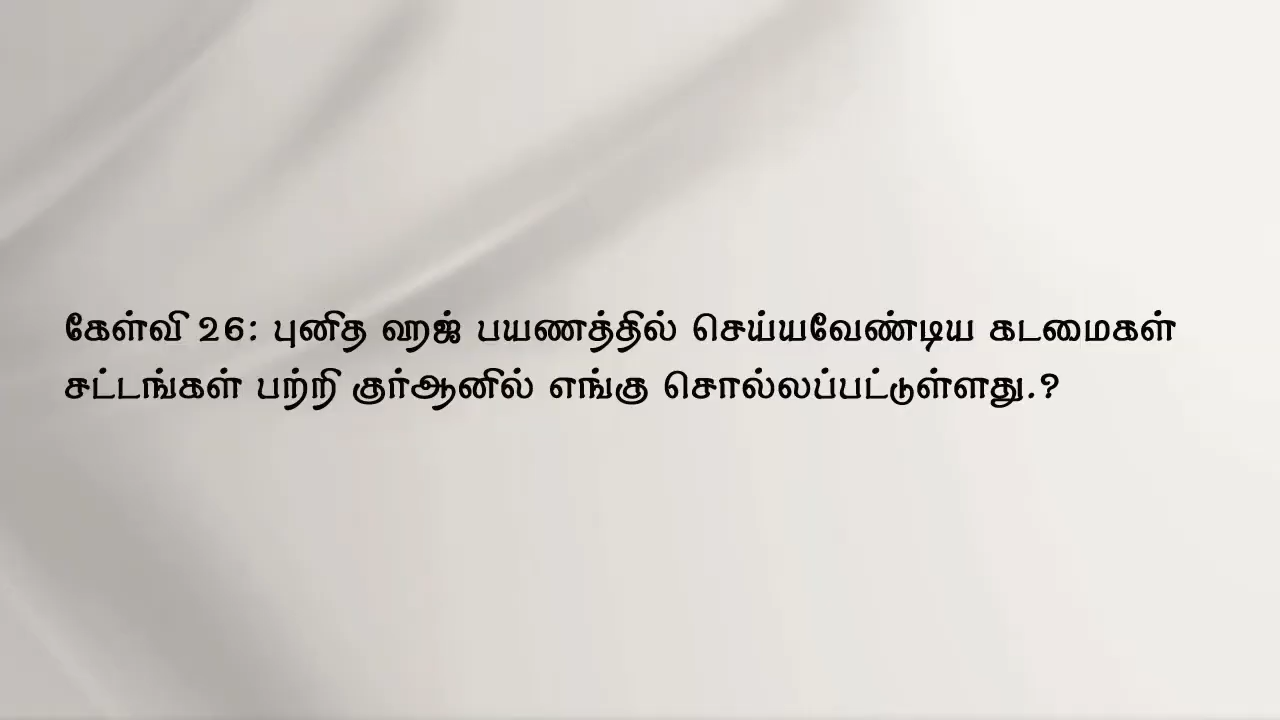 கேள்வி 26: புனித ஹஜ் பயணத்தில் செய்யவேண்டிய கடமைகள்
சட்டங்கள் பற்றி குர்ஆனில் எங்கு சொல்லப்பட்டுள்ளது.?